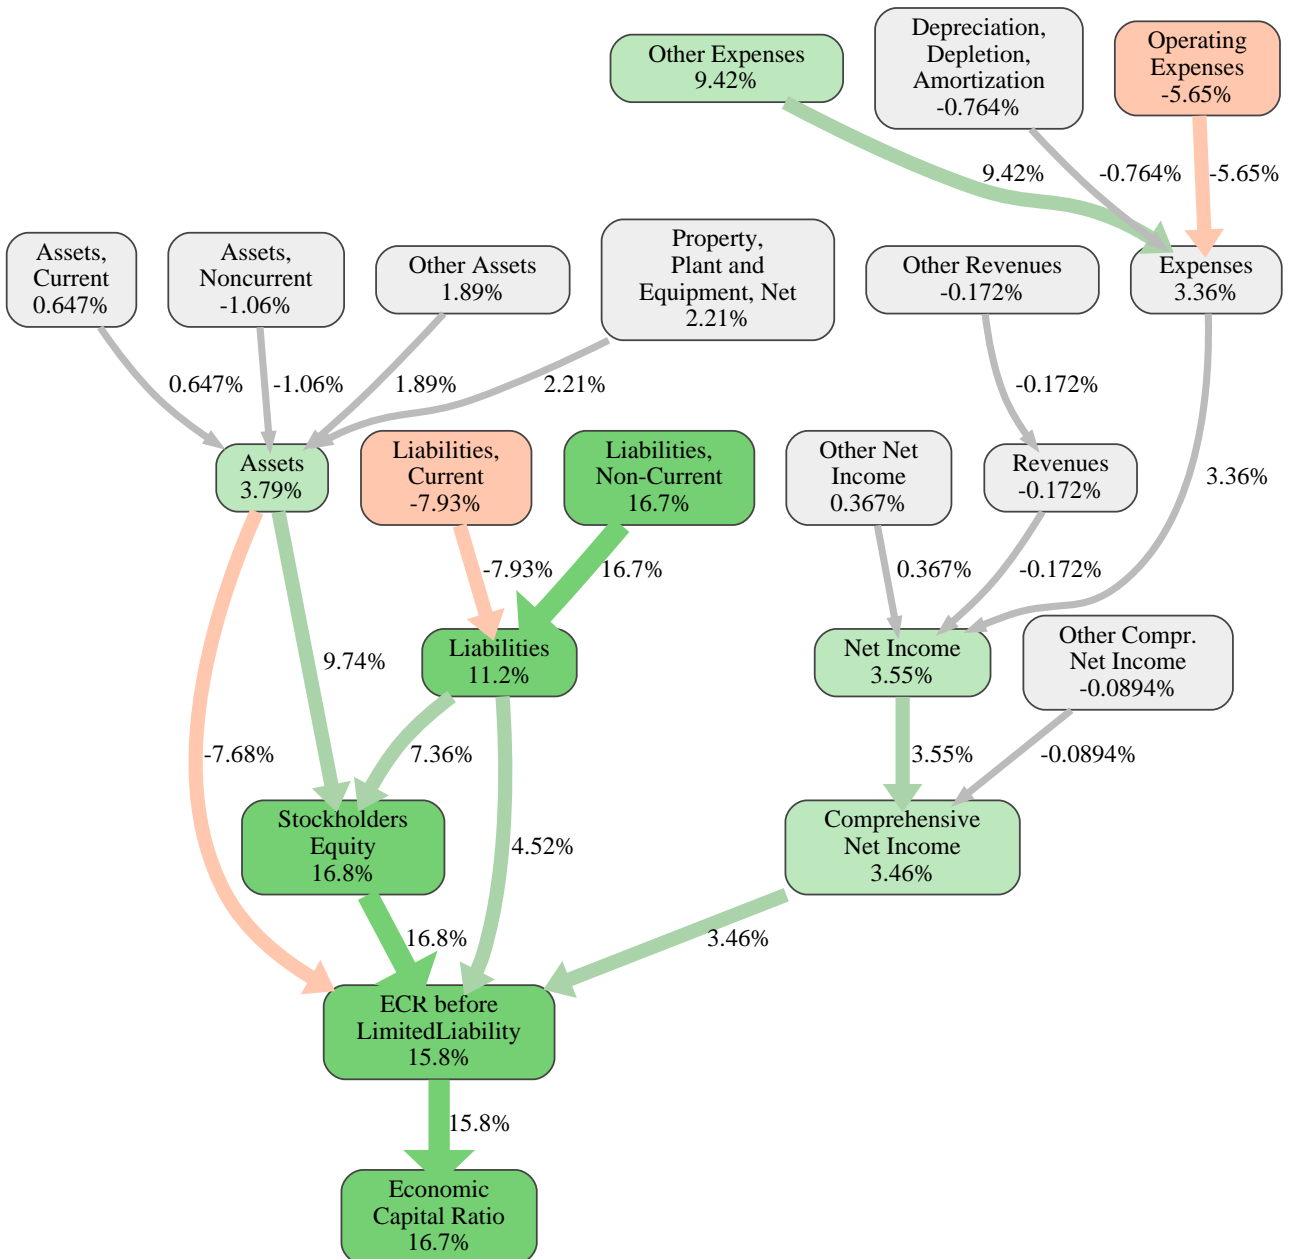 Other Expenses
9.42%
Depreciation,
Depletion,
Amortization
-0.764%
Operating
Expenses
-5.65%
9.42%
-0.764%
-5.65%
Assets,
Current
0.647%
Assets,
Noncurrent
-1.06%
Other Assets
1.89%
Property,
Plant and
Equipment, Net
2.21%
Other Revenues
-0.172%
Expenses
3.36%
0.647%
-1.06%
1.89%
2.21%
-0.172%
Assets
3.79%
Liabilities,
Current
-7.93%
Liabilities,
Non-Current
16.7%
Other Net
Income
0.367%
Revenues
-0.172%
3.36%
-7.93%
16.7%
0.367%
-0.172%
9.74%
Liabilities
11.2%
Net Income
3.55%
Other Compr.
Net Income
-0.0894%
-7.68%
7.36%
3.55%
-0.0894%
Stockholders
Equity
16.8%
4.52%
Comprehensive
Net Income
3.46%
16.8%
3.46%
ECR before
LimitedLiability
15.8%
15.8%
Economic
Capital Ratio
16.7%